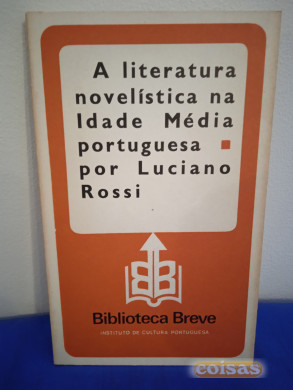 A literatura
novelística na
Idade Média
portuguesa ▪
por Luciano
Rossi
Biblioteca Breve
INSTITUTO DE CULTURA PORTUGUESA
coisas